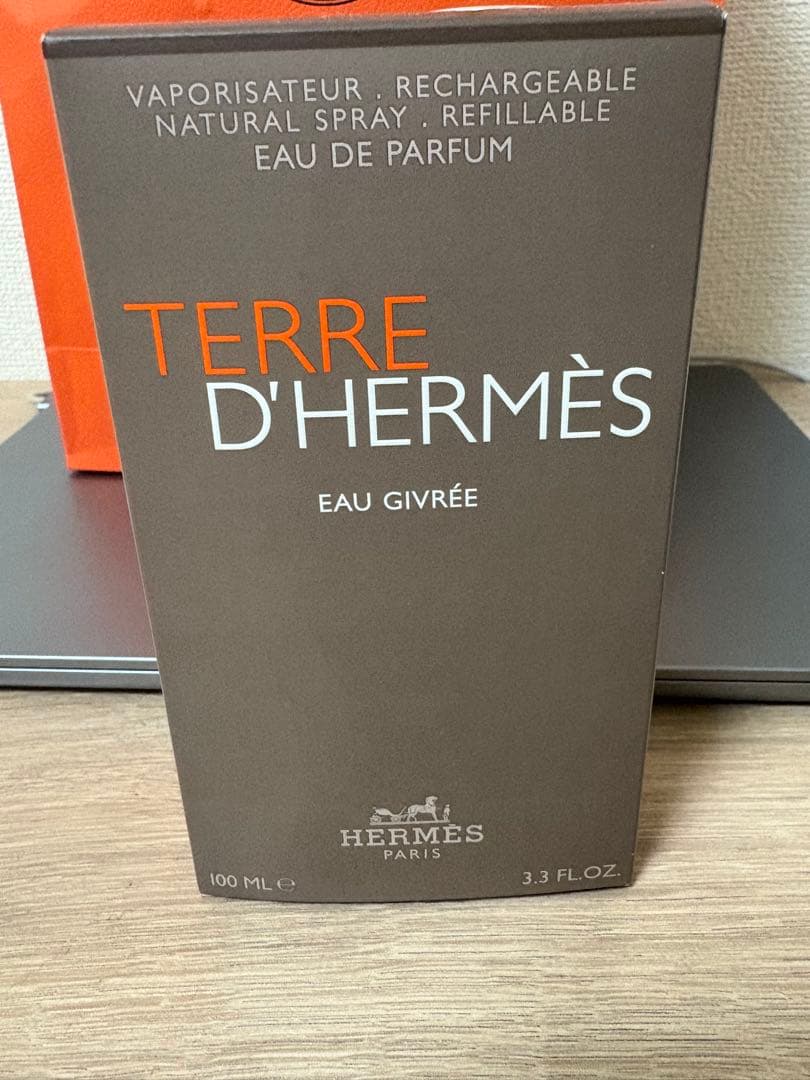 VAPORISATEUR . RECHARGEABLE
NATURAL SPRAY . REFILLABLE
EAU DE PARFUM
TERRE
D'HERMÈS
EAU GIVRÉE
HERMÈS
PARIS
100 ML ℮
3.3 FL.OZ.